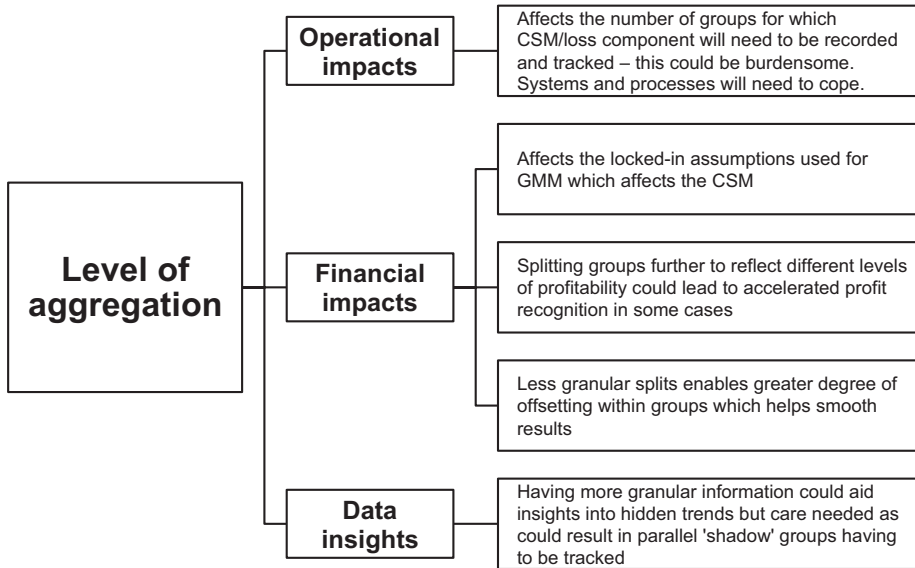 Level of
aggregation
Operational
impacts
Affects the number of groups for which
CSM/loss component will need to be recorded
and tracked – this could be burdensome.
Systems and processes will need to cope.
Financial
impacts
Affects the locked-in assumptions used for
GMM which affects the CSM
Splitting groups further to reflect different levels
of profitability could lead to accelerated profit
recognition in some cases
Less granular splits enables greater degree of
offsetting within groups which helps smooth
results
Data
insights
Having more granular information could aid
insights into hidden trends but care needed as
could result in parallel 'shadow' groups having
to be tracked